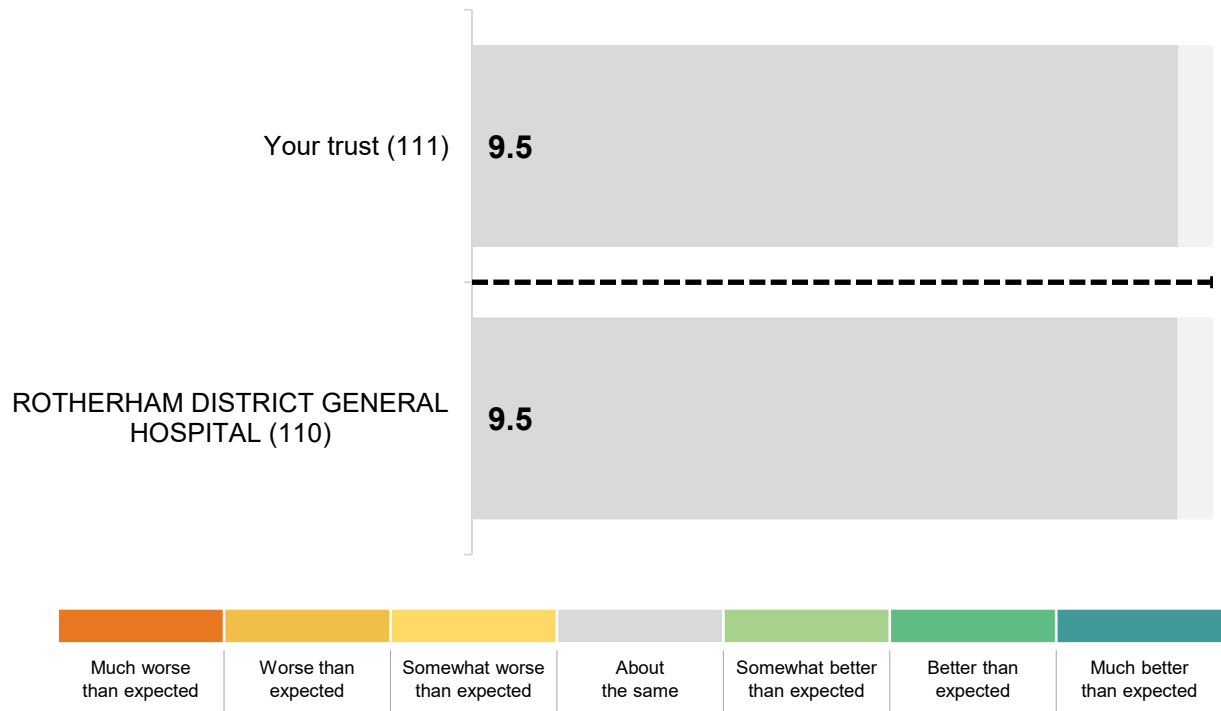 Your trust (111)
9.5
ROTHERHAM DISTRICT GENERAL
HOSPITAL (110)
9.5
Much worse
than expected
Worse than
expected
Somewhat worse
than expected
About
the same
Somewhat better
than expected
Better than
expected
Much better
than expected